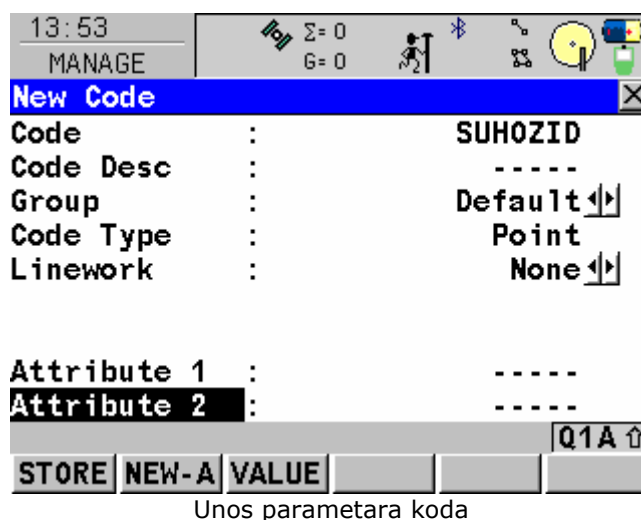 13:53 Σ= 0
MANAGE G= 0
2
New Code
Code : SUHOZID
Code Desc : -----
Group : Default
Code Type : Point
Linework : None
Attribute 1 : -----
Attribute 2 : -----
Q1A ⇧
STORE NEW-A VALUE
Unos parametara koda